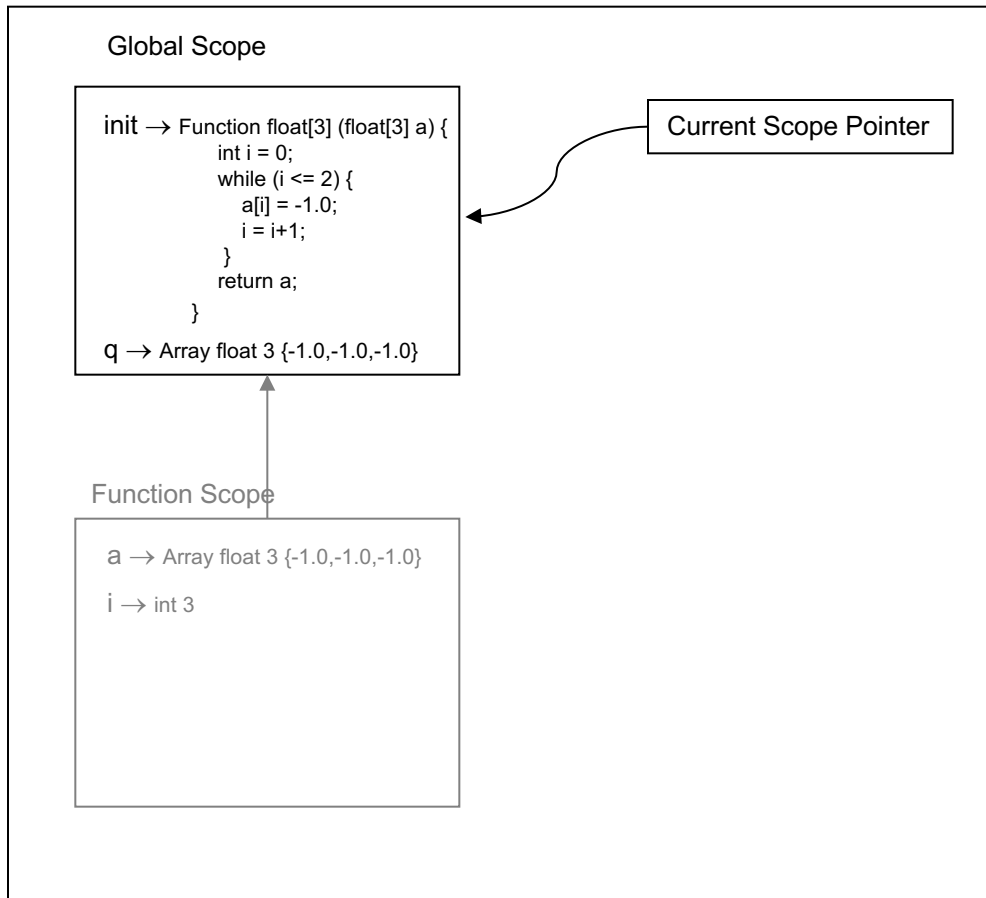 Global Scope
init → Function float[3] (float[3] a) {
int i = 0;
while (i <= 2) {
a[i] = -1.0;
i = i+1;
}
return a;
}
q → Array float 3 {-1.0,-1.0,-1.0}
Current Scope Pointer
Function Scope
a → Array float 3 {-1.0,-1.0,-1.0}
i → int 3